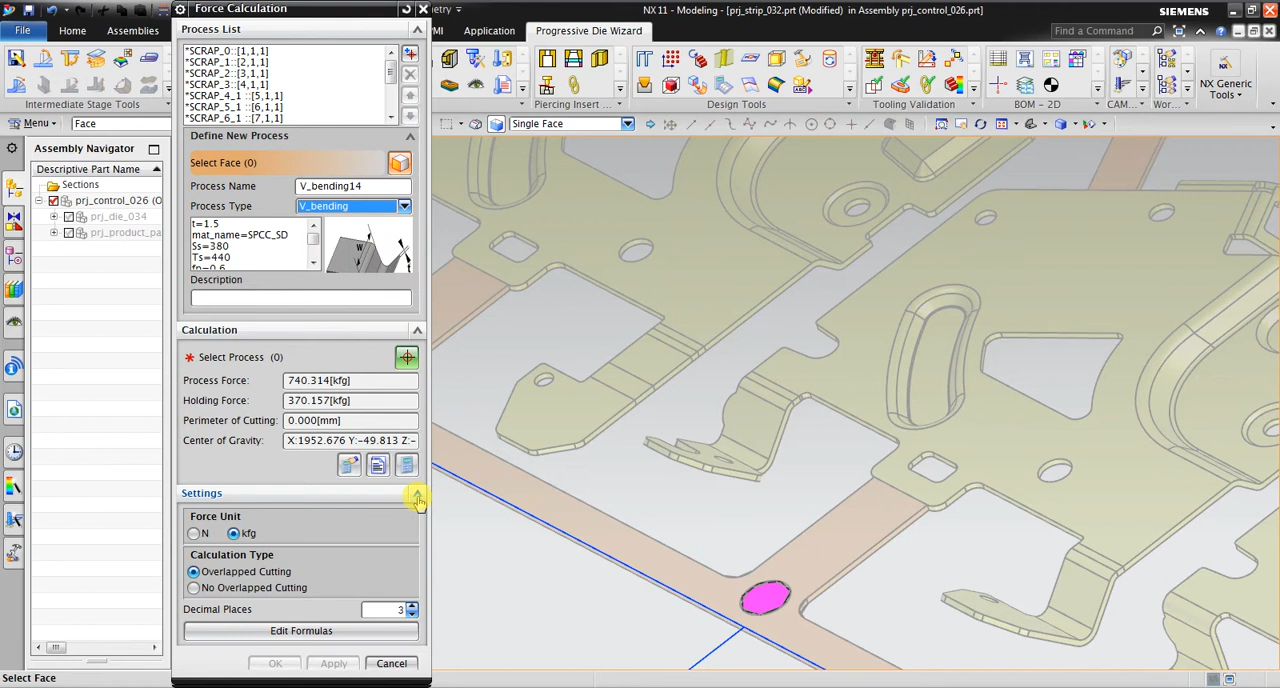 Force Calculation
NX 11 - Modeling - [prj_strip_032.prt (Modified) in Assembly prj_control_026.prt]
SIEMENS
File
Home
Assemblies
Application
Progressive Die Wizard
Find a Command
Intermediate Stage Tools
Piercing Insert ...
Design Tools
Tooling Validation
BOM - 2D
CAM...
Wor...
NX Generic
Tools
Menu
Face
Single Face
Assembly Navigator
Descriptive Part Name
Sections
prj_control_026 (O
prj_die_034
prj_product_pa
Process List
*SCRAP_0::[1,1,1]
*SCRAP_1::[2,1,1]
*SCRAP_2::[3,1,1]
*SCRAP_3::[4,1,1]
*SCRAP_4_1 ::[5,1,1]
*SCRAP_5_1 ::[6,1,1]
*SCRAP_6_1 ::[7,1,1]
Define New Process
Select Face (0)
Process Name
V_bending14
Process Type
V_bending
t=1.5
mat_name=SPCC_SD
Ss=380
Ts=440
fp=0.6
W
t
Description
Calculation
* Select Process (0)
Process Force:
740.314[kfg]
Holding Force:
370.157[kfg]
Perimeter of Cutting:
0.000[mm]
Center of Gravity:
X:1952.676 Y:-49.813 Z:-
Settings
Force Unit
N
kfg
Calculation Type
Overlapped Cutting
No Overlapped Cutting
Decimal Places
3
Edit Formulas
OK
Apply
Cancel
Select Face